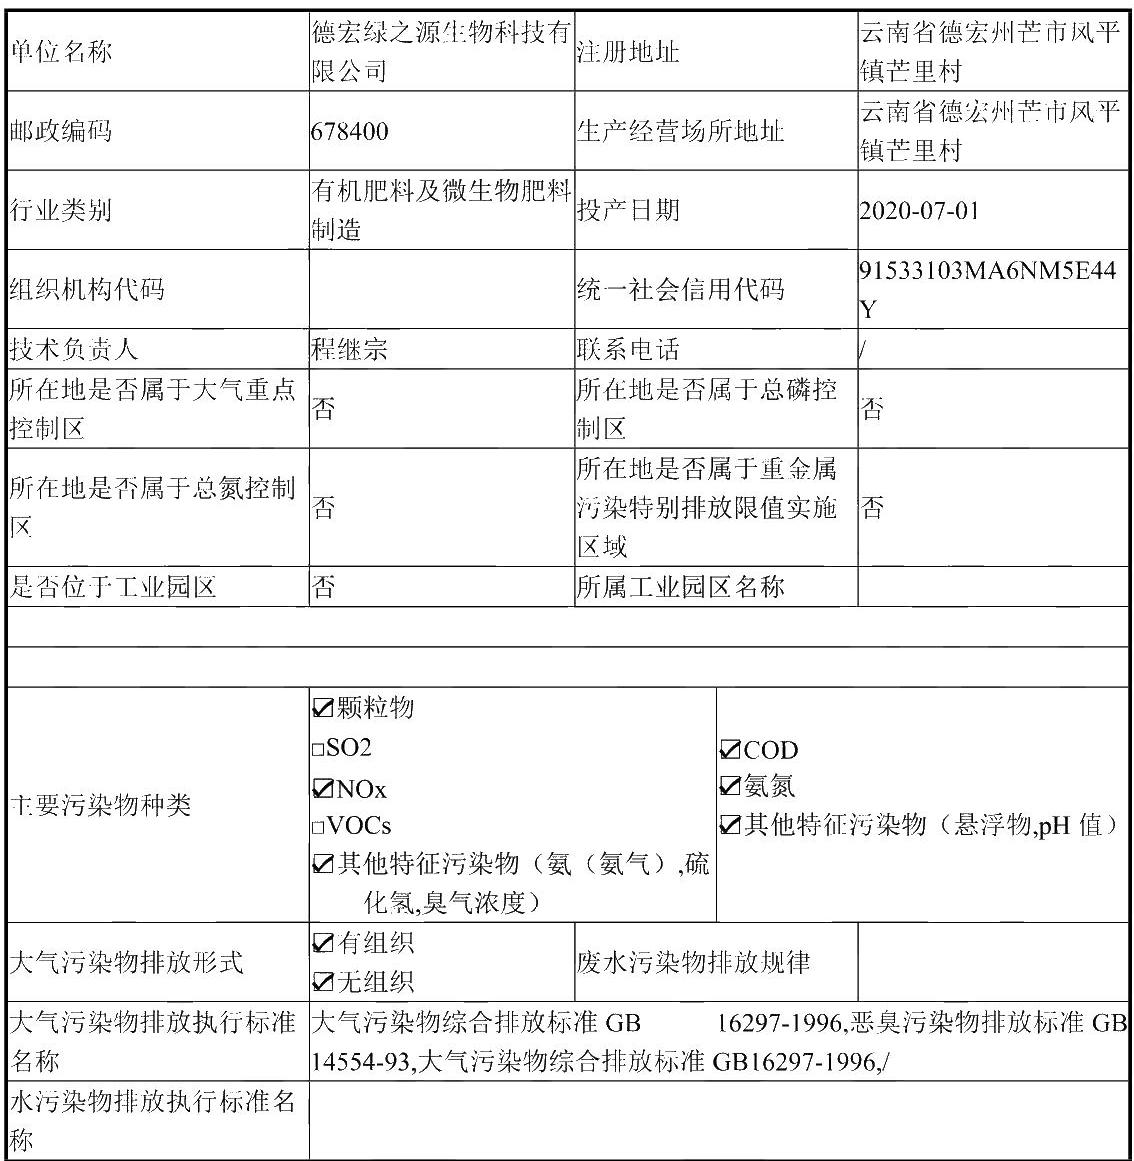 单位名称
德宏绿之源生物科技有
限公司
注册地址
云南省德宏州芒市风平
镇芒里村
邮政编码
678400
生产经营场所地址
云南省德宏州芒市风平
镇芒里村
行业类别
有机肥料及微生物肥料
制造
投产日期
2020-07-01
组织机构代码
统一社会信用代码
91533103MA6NM5E44
Y
技术负责人
程继宗
联系电话
/
所在地是否属于大气重点
控制区
否
所在地是否属于总磷控
制区
否
所在地是否属于总氮控制
区
否
所在地是否属于重金属
污染特别排放限值实施
区域
否
是否位于工业园区
否
所属工业园区名称
主要污染物种类
☑颗粒物
□SO2
☑NOx
□VOCs
☑其他特征污染物（氨（氨气）,硫
化氢,臭气浓度）
☑COD
☑氨氮
☑其他特征污染物（悬浮物,pH 值）
大气污染物排放形式
☑有组织
☑无组织
废水污染物排放规律
大气污染物排放执行标准
名称
大气污染物综合排放标准 GB 16297-1996,恶臭污染物排放标准 GB
14554-93,大气污染物综合排放标准 GB16297-1996,/
水污染物排放执行标准名
称